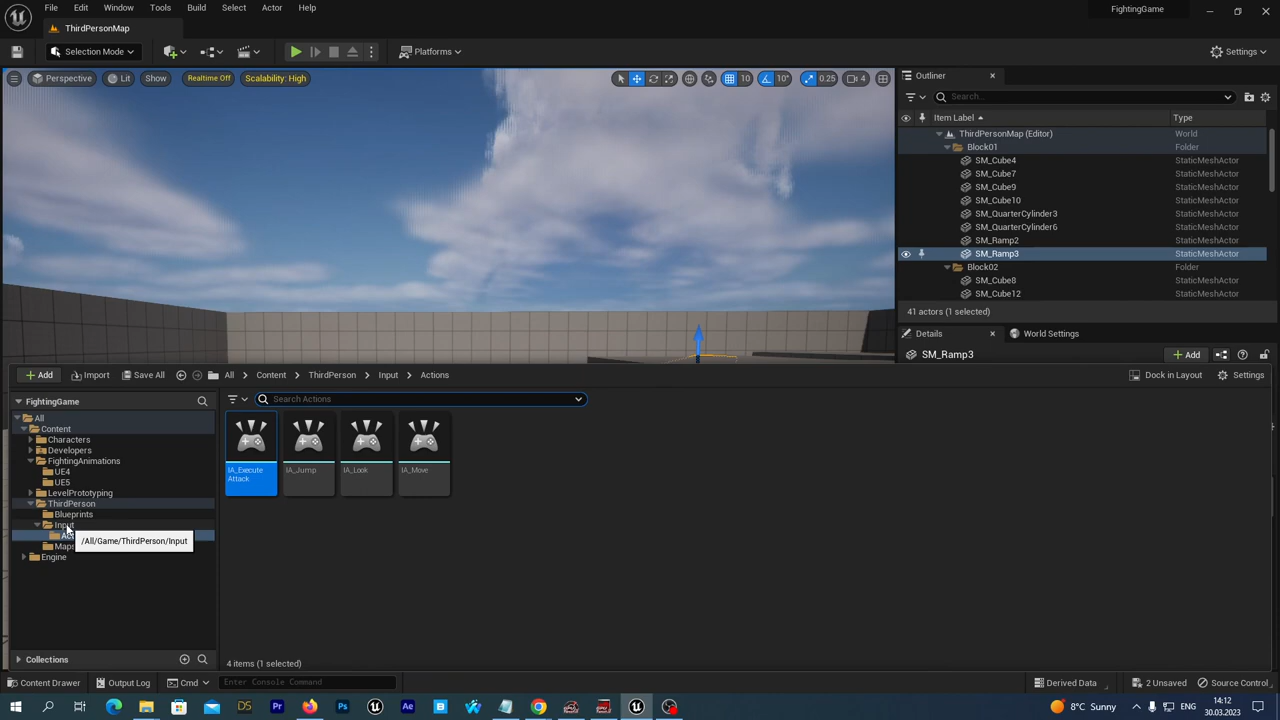 File Edit Window Tools Build Select Actor Help
FightingGame
ThirdPersonMap
Selection Mode
Platforms
Settings
Perspective Lit Show Realtime Off Scalability: High
10 10° 0.25 4
Outliner
Search...
Item Label Type
ThirdPersonMap (Editor) World
Block01 Folder
SM_Cube4 StaticMeshActor
SM_Cube7 StaticMeshActor
SM_Cube9 StaticMeshActor
SM_Cube10 StaticMeshActor
SM_QuarterCylinder3 StaticMeshActor
SM_QuarterCylinder6 StaticMeshActor
SM_Ramp2 StaticMeshActor
SM_Ramp3 StaticMeshActor
Block02 Folder
SM_Cube8 StaticMeshActor
SM_Cube12 StaticMeshActor
41 actors (1 selected)
Details World Settings
SM_Ramp3 Add
Add Import Save All All Content ThirdPerson Input Actions Dock in Layout Settings
FightingGame
Search Actions
All
Content
Characters
Developers
FightingAnimations
UE4
UE5
LevelPrototyping
ThirdPerson
Blueprints
Input
/All/Game/ThirdPerson/Input
Maps
Engine
IA_Execute
Attack
IA_Jump
IA_Look
IA_Move
Collections
4 items (1 selected)
Content Drawer Output Log Cmd Enter Console Command Derived Data 2 Unsaved Source Control
DS Pr Ps Ae
8°C Sunny
14:12
30.03.2023